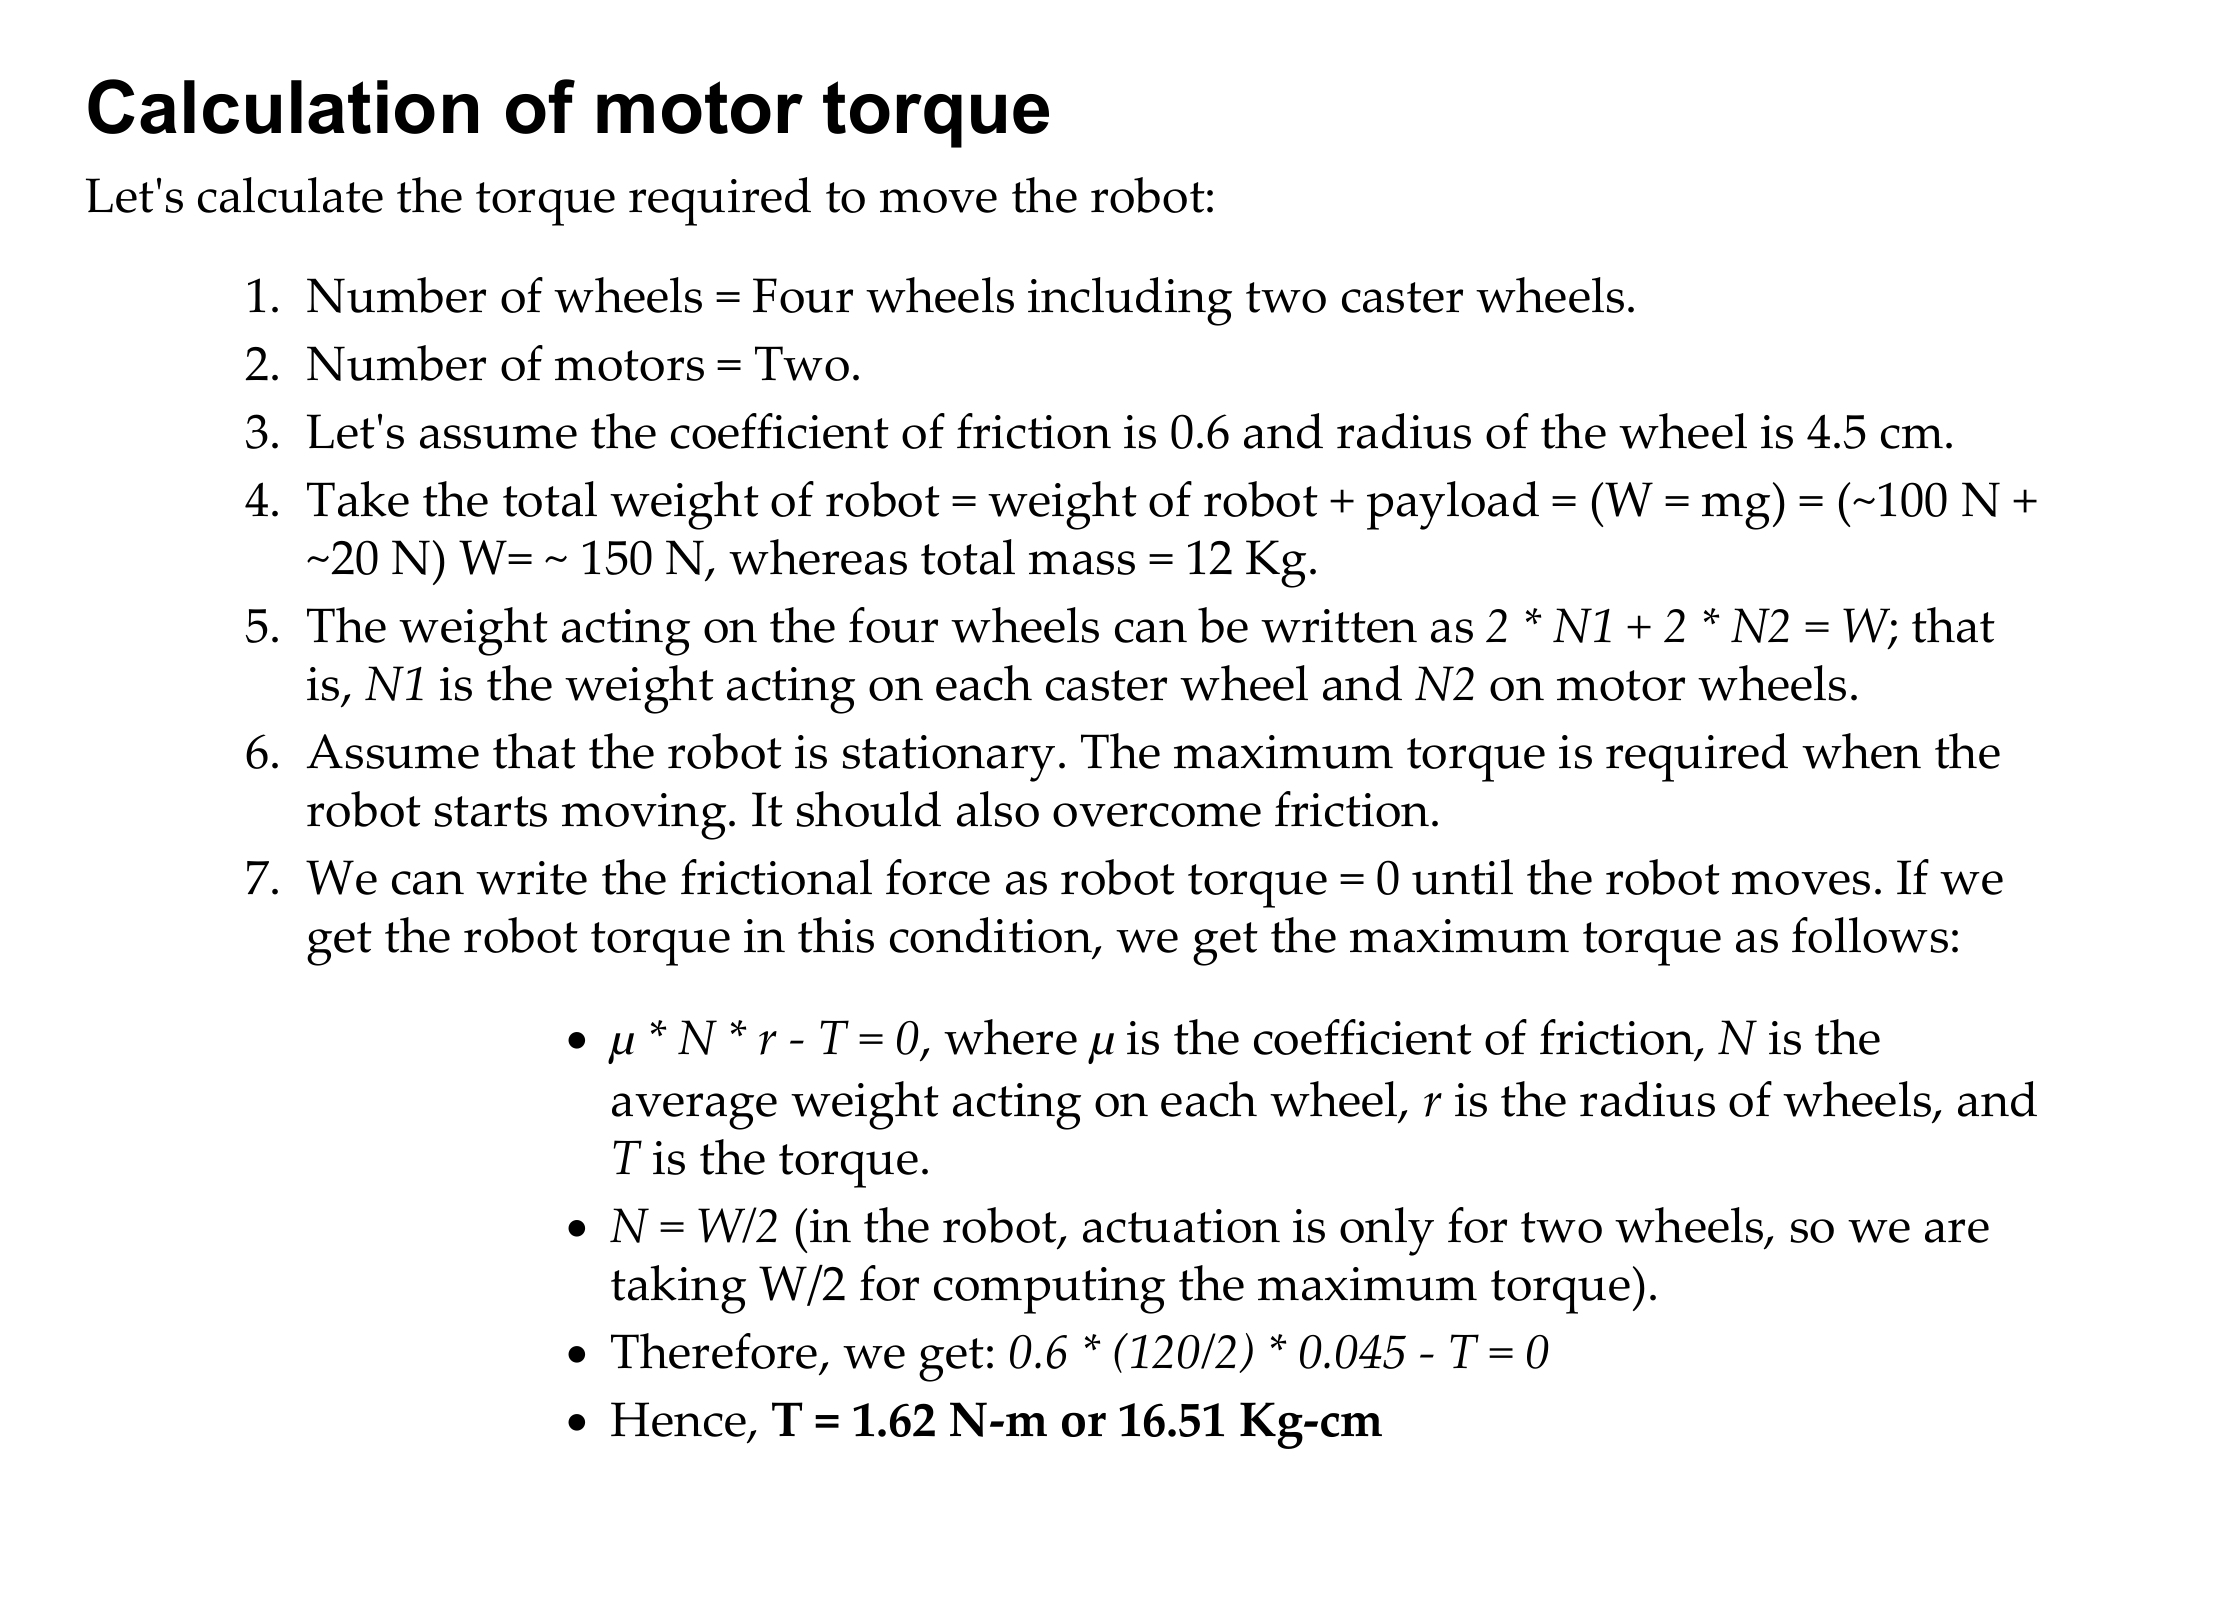 Calculation of motor torque
Let's calculate the torque required to move the robot:
1. Number of wheels = Four wheels including two caster wheels.
2. Number of motors = Two.
3. Let's assume the coefficient of friction is 0.6 and radius of the wheel is 4.5 cm.
4. Take the total weight of robot = weight of robot + payload = (W = mg) = (~100 N +
~20 N) W= ~ 150 N, whereas total mass = 12 Kg.
5. The weight acting on the four wheels can be written as 2 * N1 + 2 * N2 = W; that
is, N1 is the weight acting on each caster wheel and N2 on motor wheels.
6. Assume that the robot is stationary. The maximum torque is required when the
robot starts moving. It should also overcome friction.
7. We can write the frictional force as robot torque = 0 until the robot moves. If we
get the robot torque in this condition, we get the maximum torque as follows:
• μ * N * r - T = 0, where μ is the coefficient of friction, N is the
average weight acting on each wheel, r is the radius of wheels, and
T is the torque.
• N = W/2 (in the robot, actuation is only for two wheels, so we are
taking W/2 for computing the maximum torque).
• Therefore, we get: 0.6 * (120/2) * 0.045 - T = 0
• Hence, T = 1.62 N-m or 16.51 Kg-cm